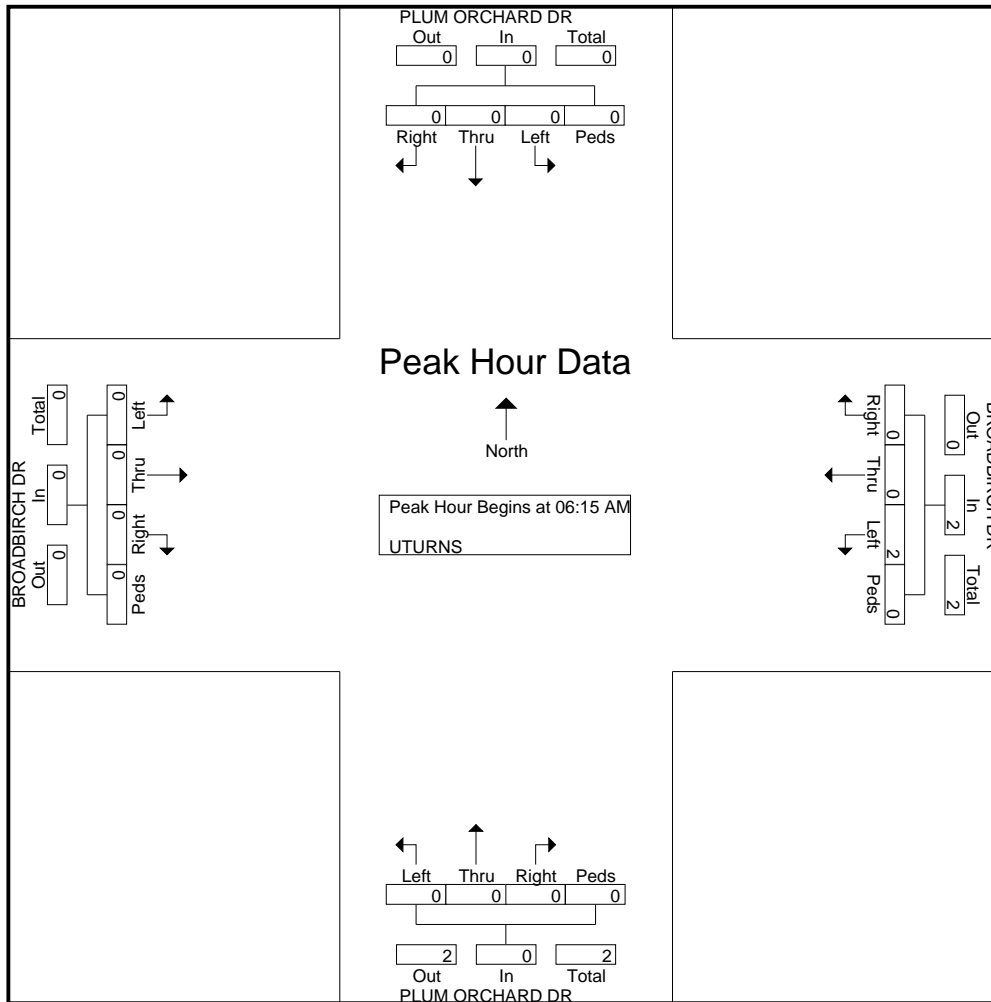 PLUM ORCHARD DR
Out In Total
0 0 0
0 0 0 0
Right Thru Left Peds
Peak Hour Data
North
Peak Hour Begins at 06:15 AM
UTURNS
BROADBIRCH DR
Out In Total
0 0 0
0 0 0 0
Left Thru Right Peds
BROADBIRCH DR
Out In Total
0 2 2
Right Thru Left Peds
0 0 2 0
Left Thru Right Peds
0 0 0 0
2 0 2
Out In Total
PLUM ORCHARD DR